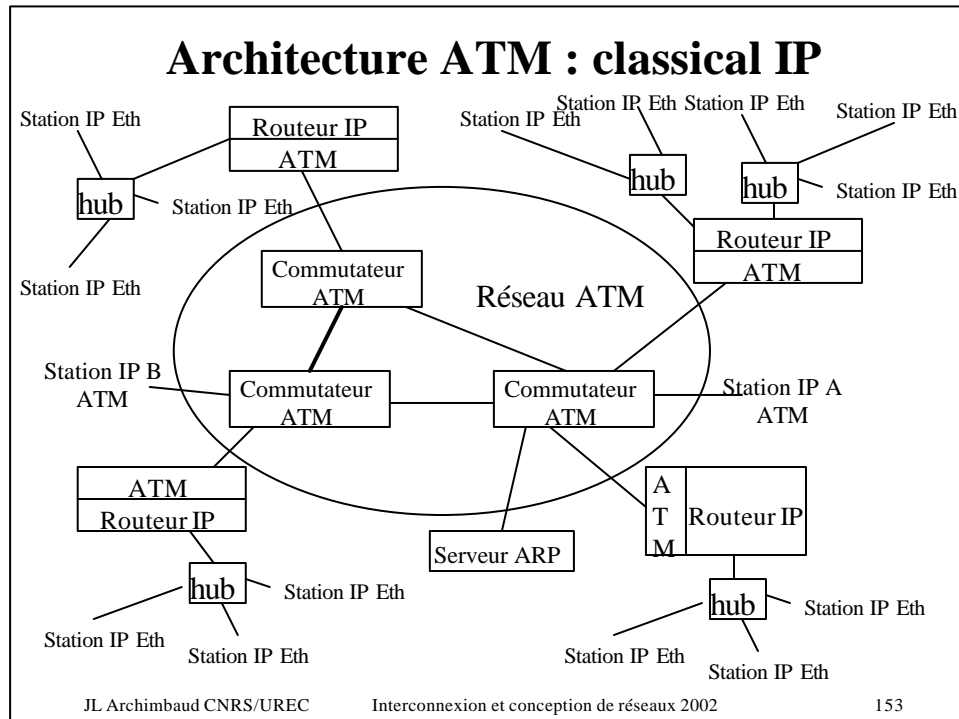 Architecture ATM : classical IP
Station IP Eth
Routeur IP
ATM
hub
Station IP Eth
Station IP Eth
Station IP Eth
Station IP Eth
Station IP Eth
Station IP Eth
hub
hub
Station IP Eth
Routeur IP
ATM
Commutateur
ATM
Réseau ATM
Station IP B
ATM
Commutateur
ATM
Commutateur
ATM
Station IP A
ATM
ATM
Routeur IP
hub
Station IP Eth
Station IP Eth
Station IP Eth
Serveur ARP
A
T
M
Routeur IP
hub
Station IP Eth
Station IP Eth
Station IP Eth
JL Archimbaud CNRS/UREC Interconnexion et conception de réseaux 2002 153